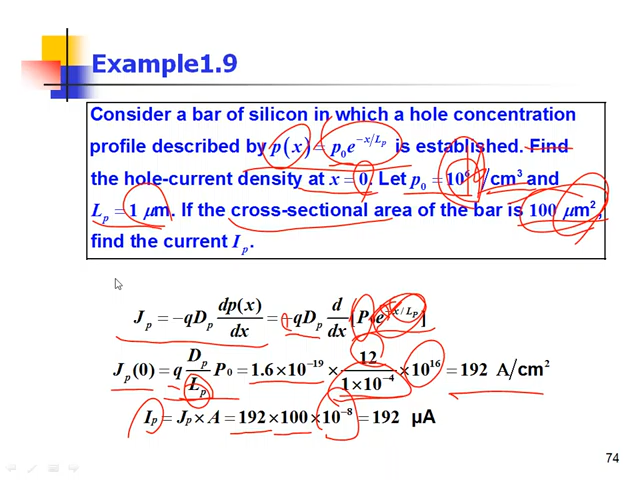 Example1.9
Consider a bar of silicon in which a hole concentration
profile described by p(x) = p₀e^(−x/Lₚ) is established. Find
the hole-current density at x = 0. Let p₀ = 10 /cm³ and
Lₚ = 1 μm. If the cross-sectional area of the bar is 100 μm²,
find the current Iₚ.
Jₚ = −qDₚ dp(x)/dx = −qDₚ d/dx [P e^(−x/L_P)]
Jₚ(0) = q Dₚ/Lₚ P₀ = 1.6×10⁻¹⁹ × 12/(1×10⁻⁴) × 10¹⁶ = 192 A/cm²
Iₚ = Jₚ × A = 192 × 100 × 10⁻⁸ = 192 μA
74